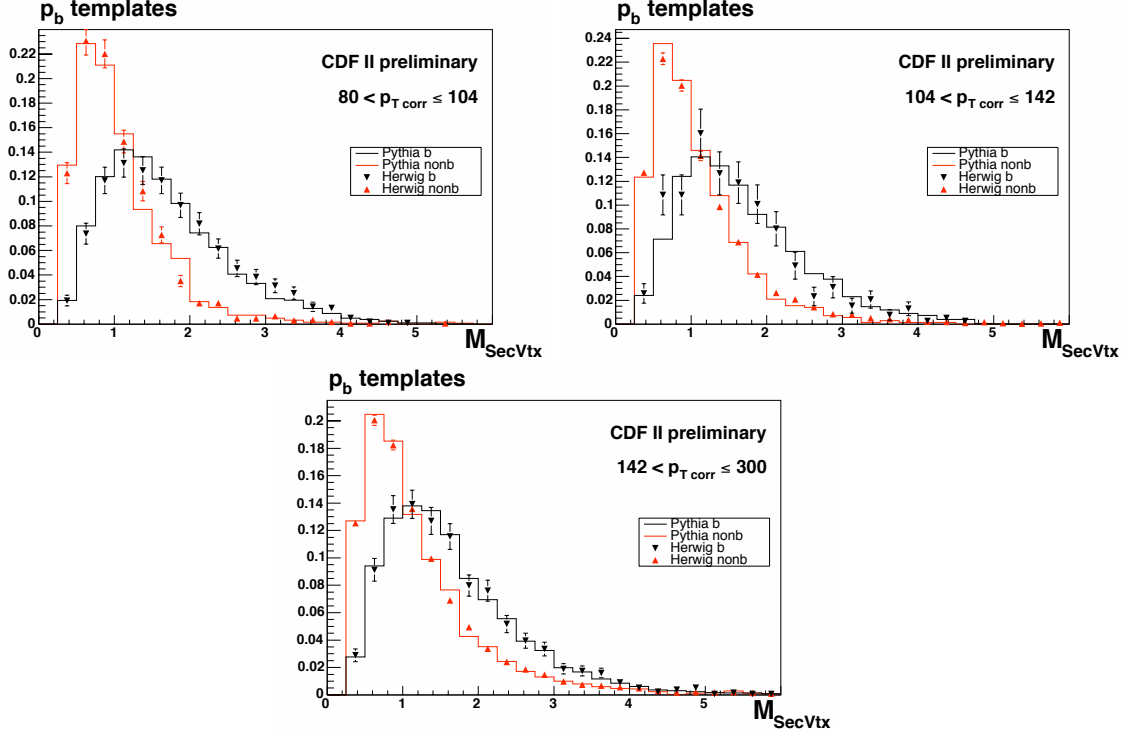 p_b templates
CDF II preliminary
80 < p_T corr ≤ 104
Pythia b
Pythia nonb
Herwig b
Herwig nonb
0.22
0.2
0.18
0.16
0.14
0.12
0.1
0.08
0.06
0.04
0.02
0
0 1 2 3 4 5
M_SecVtx
p_b templates
CDF II preliminary
104 < p_T corr ≤ 142
Pythia b
Pythia nonb
Herwig b
Herwig nonb
0.24
0.22
0.2
0.18
0.16
0.14
0.12
0.1
0.08
0.06
0.04
0.02
0
0 1 2 3 4 5
M_SecVtx
p_b templates
CDF II preliminary
142 < p_T corr ≤ 300
Pythia b
Pythia nonb
Herwig b
Herwig nonb
0.2
0.18
0.16
0.14
0.12
0.1
0.08
0.06
0.04
0.02
0
0 1 2 3 4 5
M_SecVtx